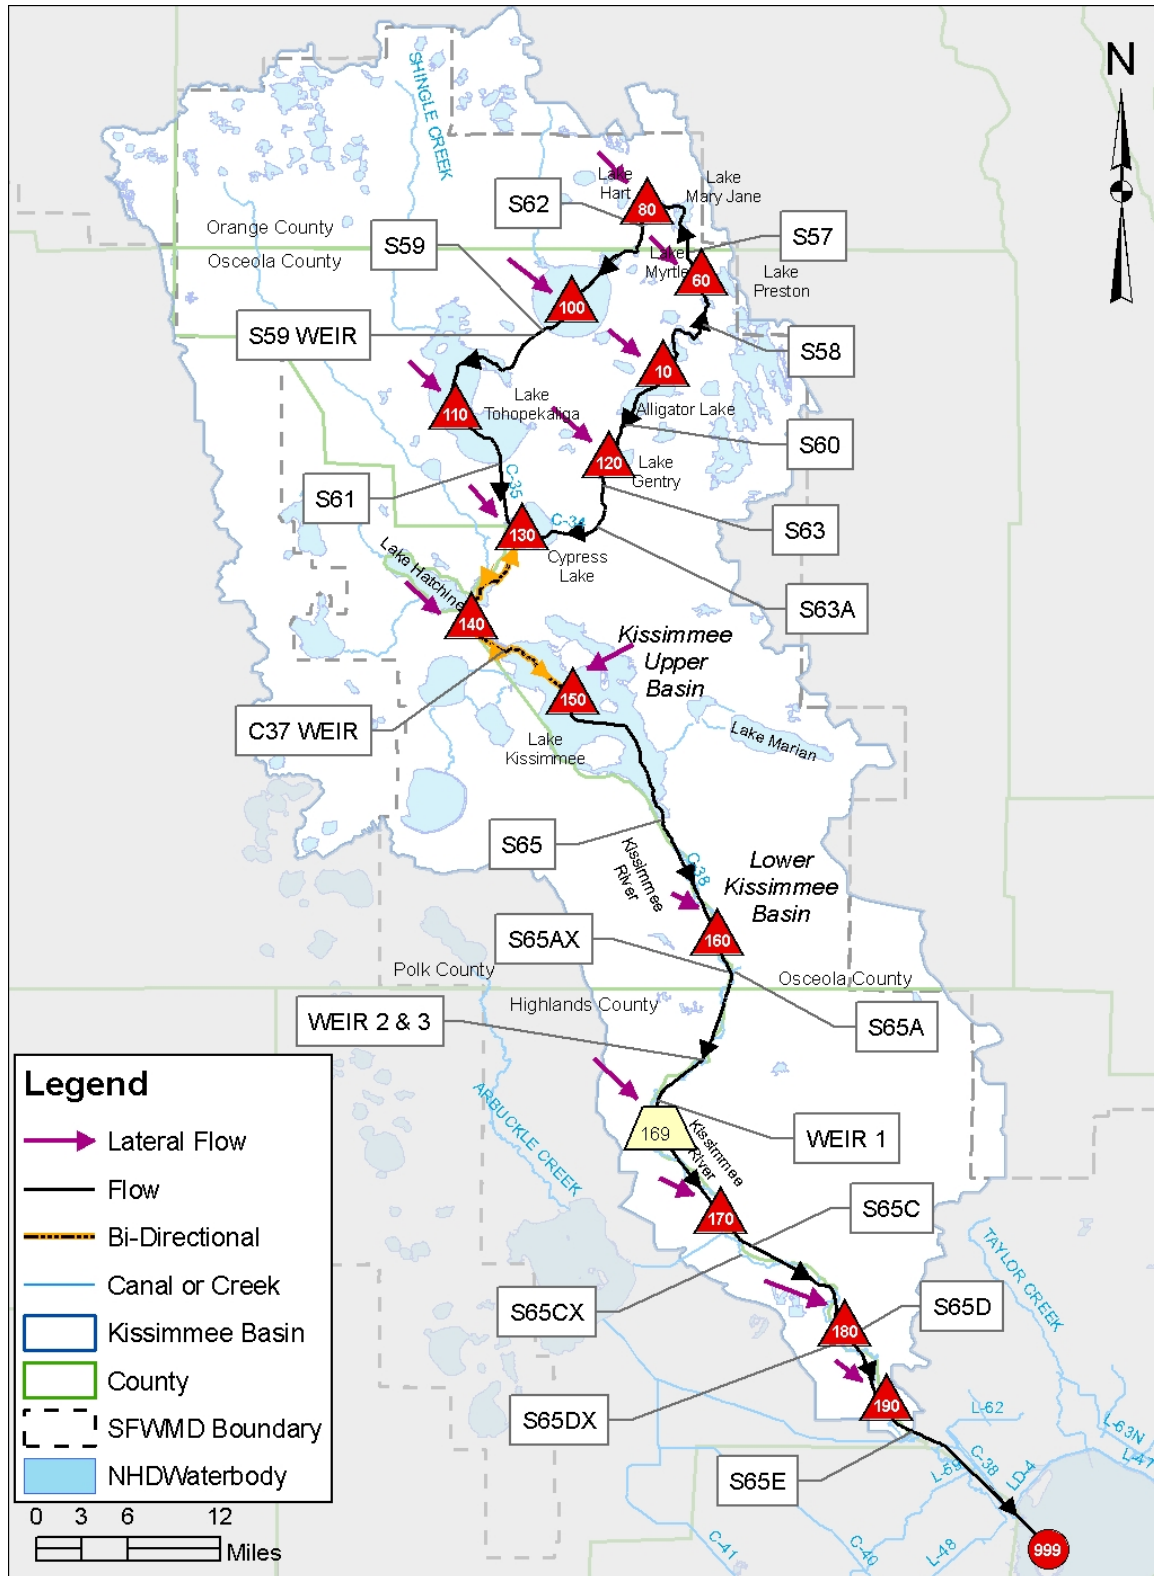 N
SHINGLE CREEK
Lake
Hart
Lake
Mary Jane
S62
80
Orange County
Osceola County
S59
S57
Lake
Myrtle
60
Lake
Preston
100
S59 WEIR
S58
10
Lake
Tohopekaliga
110
Alligator Lake
S60
120
Lake
Gentry
S61
C-35
S63
C-34
130
Cypress
Lake
Lake Hatchine
S63A
140
Kissimmee
Upper
Basin
150
C37 WEIR
Lake
Kissimmee
Lake Marian
S65
Kissimmee
River
C-38
Lower
Kissimmee
Basin
160
S65AX
Polk County
Osceola County
Highlands County
WEIR 2 & 3
S65A
ARBUCKLE CREEK
169
Kissimmee
River
WEIR 1
170
S65C
TAYLOR CREEK
S65CX
180
S65D
190
S65DX
L-62
L-63N
L-47
C-38
L-59
LD-4
S65E
C-41
C-40
L-48
999
Legend
Lateral Flow
Flow
Bi-Directional
Canal or Creek
Kissimmee Basin
County
SFWMD Boundary
NHDWaterbody
0 3 6 12
Miles